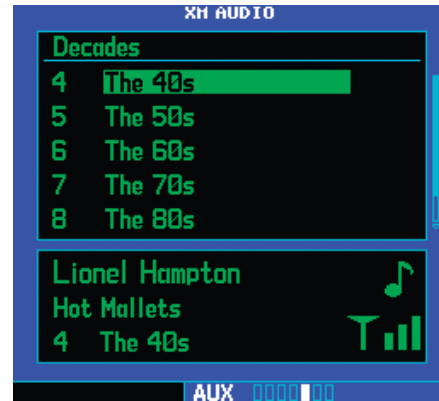 XM AUDIO
Decades
4 The 40s
5 The 50s
6 The 60s
7 The 70s
8 The 80s
Lionel Hampton
Hot Mallets
4 The 40s
AUX